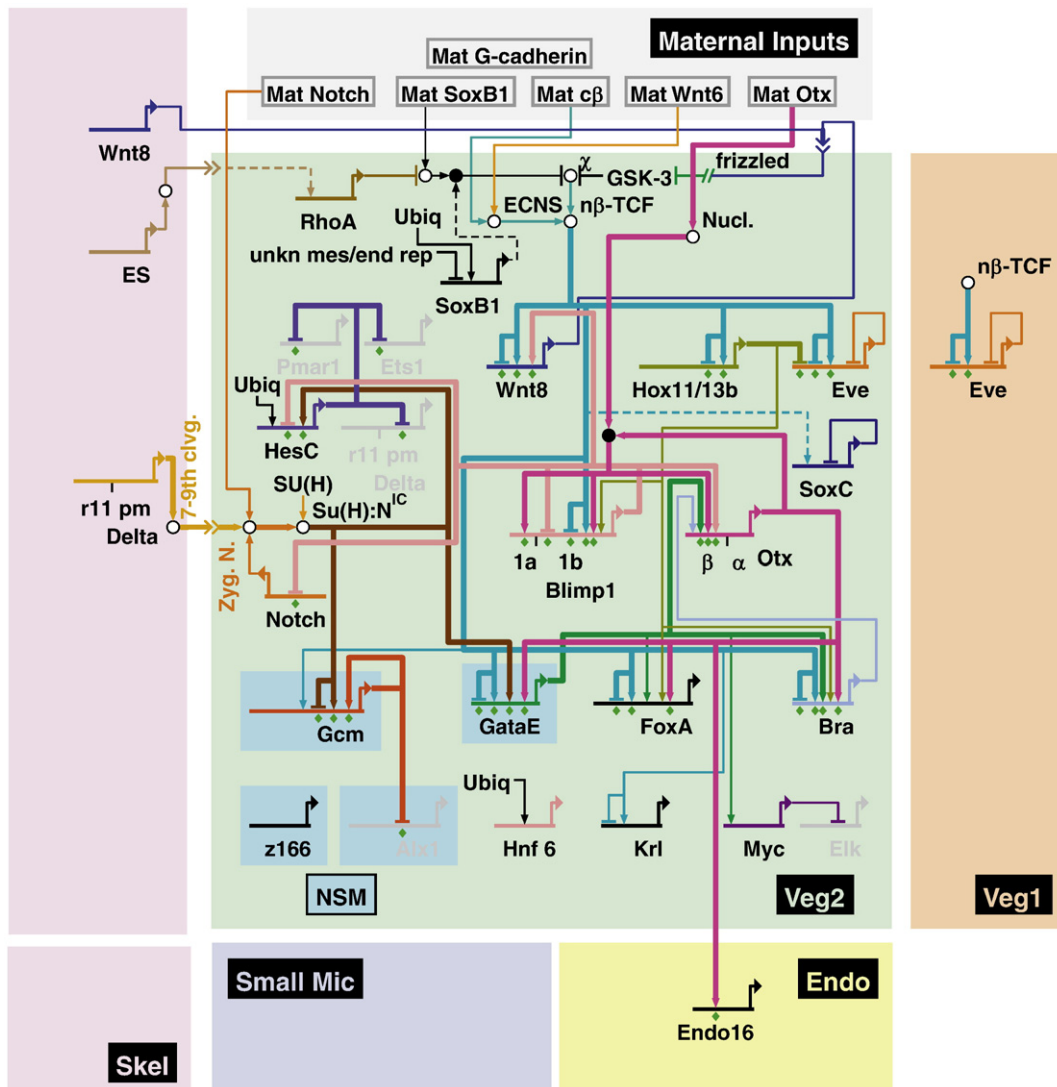 Maternal Inputs
Mat G-cadherin
Mat Notch
Mat SoxB1
Mat cβ
Mat Wnt6
Mat Otx
Wnt8
χ
frizzled
GSK-3
RhoA
ECNS
nβ-TCF
Ubiq
Nucl.
unkn mes/end rep
ES
SoxB1
nβ-TCF
Pmar1
Ets1
Wnt8
Hox11/13b
Eve
Eve
Ubiq
HesC
r11 pm
Delta
SoxC
7-9th clvg.
SU(H)
Su(H):N^IC
r11 pm
Delta
1a
1b
β
α
Otx
Blimp1
Zyg. N.
Notch
Gcm
GataE
FoxA
Bra
Ubiq
z166
Alx1
Hnf 6
Krl
Myc
Elk
NSM
Veg2
Veg1
Small Mic
Endo
Endo16
Skel